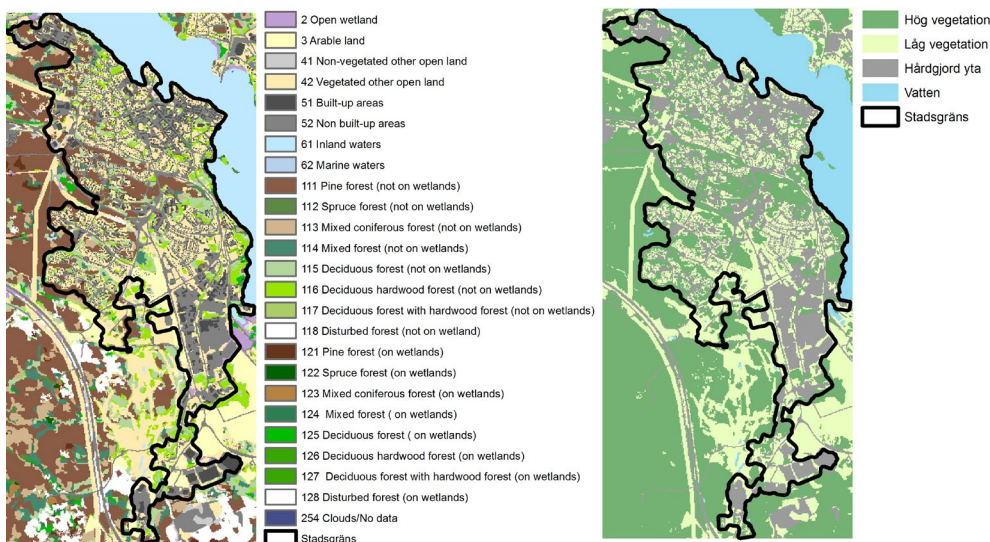 2 Open wetland
3 Arable land
41 Non-vegetated other open land
42 Vegetated other open land
51 Built-up areas
52 Non built-up areas
61 Inland waters
62 Marine waters
111 Pine forest (not on wetlands)
112 Spruce forest (not on wetlands)
113 Mixed coniferous forest (not on wetlands)
114 Mixed forest (not on wetlands)
115 Deciduous forest (not on wetlands)
116 Deciduous hardwood forest (not on wetlands)
117 Deciduous forest with hardwood forest (not on wetlands)
118 Disturbed forest (not on wetland)
121 Pine forest (on wetlands)
122 Spruce forest (on wetlands)
123 Mixed coniferous forest (on wetlands)
124 Mixed forest ( on wetlands)
125 Deciduous forest ( on wetlands)
126 Deciduous hardwood forest (on wetlands)
127 Deciduous forest with hardwood forest (on wetlands)
128 Disturbed forest (on wetlands)
254 Clouds/No data
Stadsgräns
Hög vegetation
Låg vegetation
Hårdgjord yta
Vatten
Stadsgräns